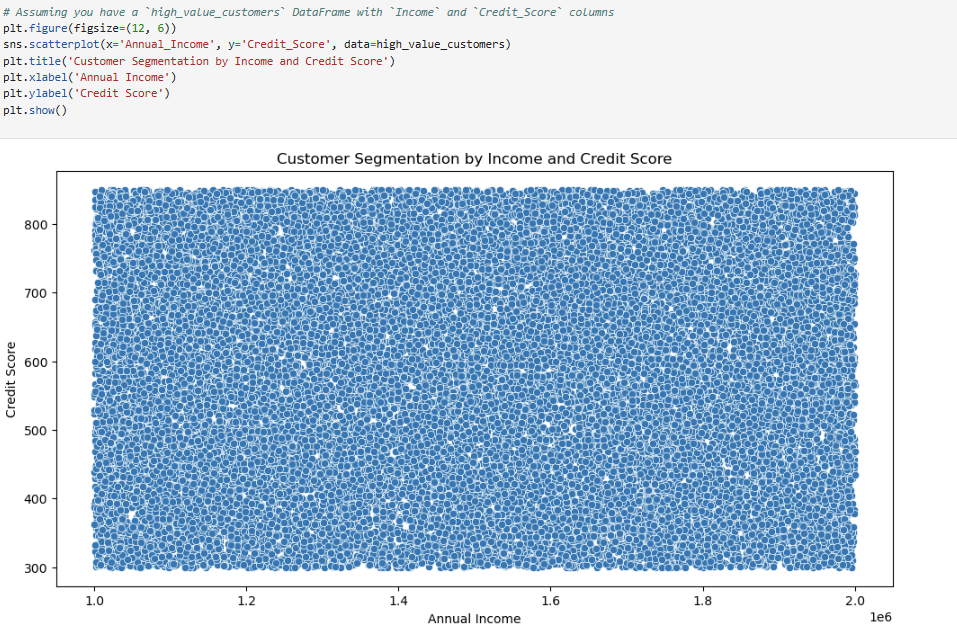 # Assuming you have a `high_value_customers` DataFrame with `Income` and `Credit_Score` columns
plt.figure(figsize=(12, 6))
sns.scatterplot(x='Annual_Income', y='Credit_Score', data=high_value_customers)
plt.title('Customer Segmentation by Income and Credit Score')
plt.xlabel('Annual Income')
plt.ylabel('Credit Score')
plt.show()
Customer Segmentation by Income and Credit Score
Credit Score
800
700
600
500
400
300
1.0 1.2 1.4 1.6 1.8 2.0
1e6
Annual Income